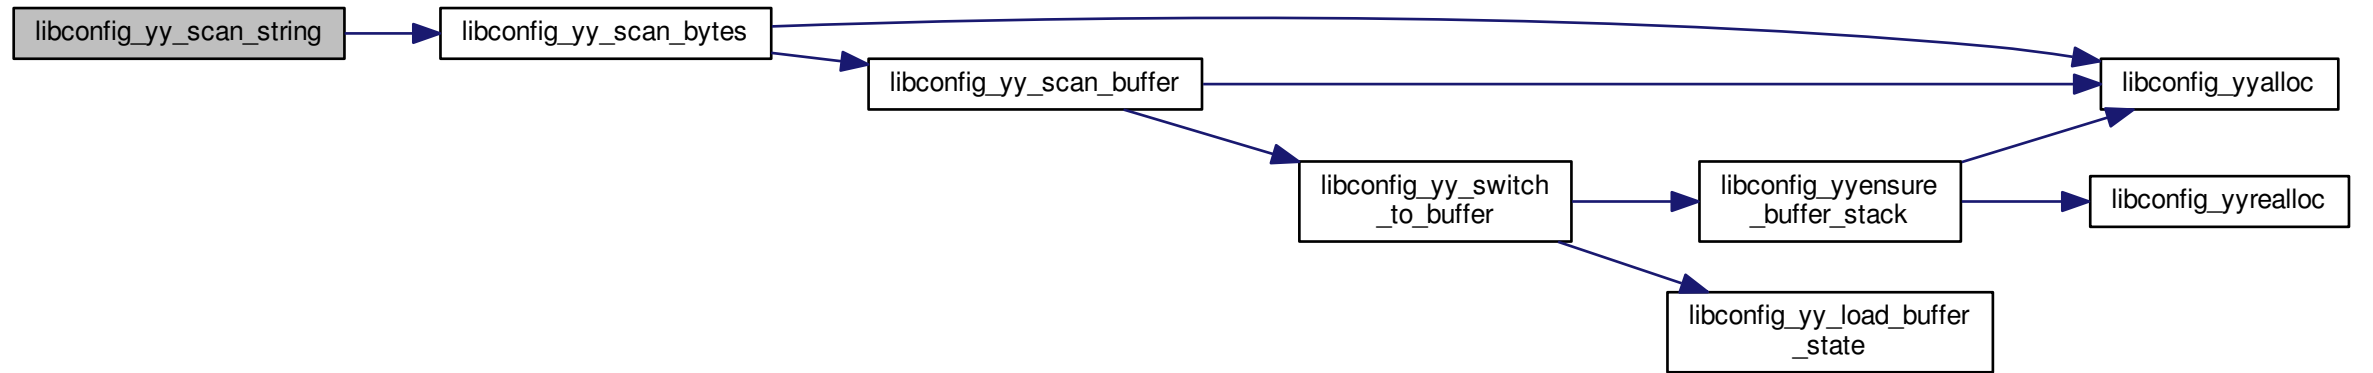 libconfig_yy_scan_string
libconfig_yy_scan_bytes
libconfig_yy_scan_buffer
libconfig_yyalloc
libconfig_yy_switch
_to_buffer
libconfig_yyensure
_buffer_stack
libconfig_yyrealloc
libconfig_yy_load_buffer
_state